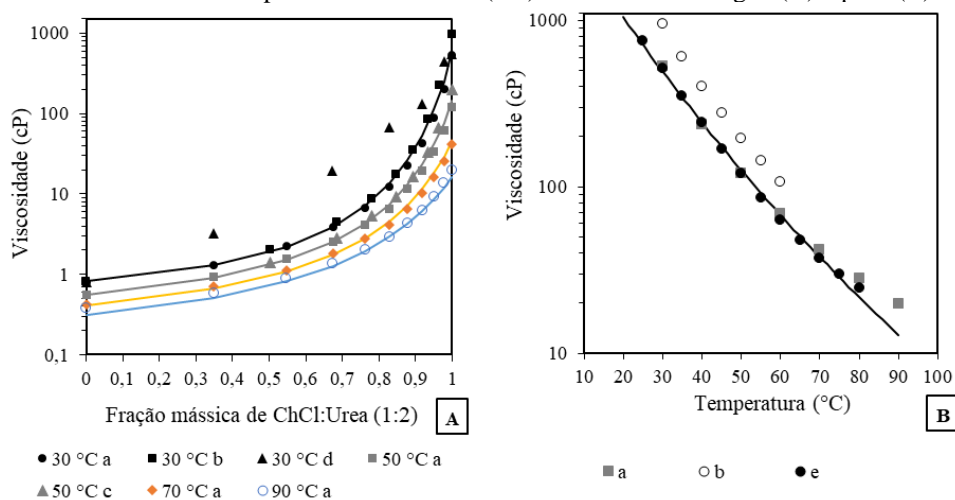 1000
100
10
1
0,1
Viscosidade (cP)
0 0,1 0,2 0,3 0,4 0,5 0,6 0,7 0,8 0,9 1
Fração mássica de ChCl:Urea (1:2)
A
30 °C a 30 °C b 30 °C d 50 °C a
50 °C c 70 °C a 90 °C a
1000
100
10
Viscosidade (cP)
10 20 30 40 50 60 70 80 90 100
Temperatura (°C)
B
a b e